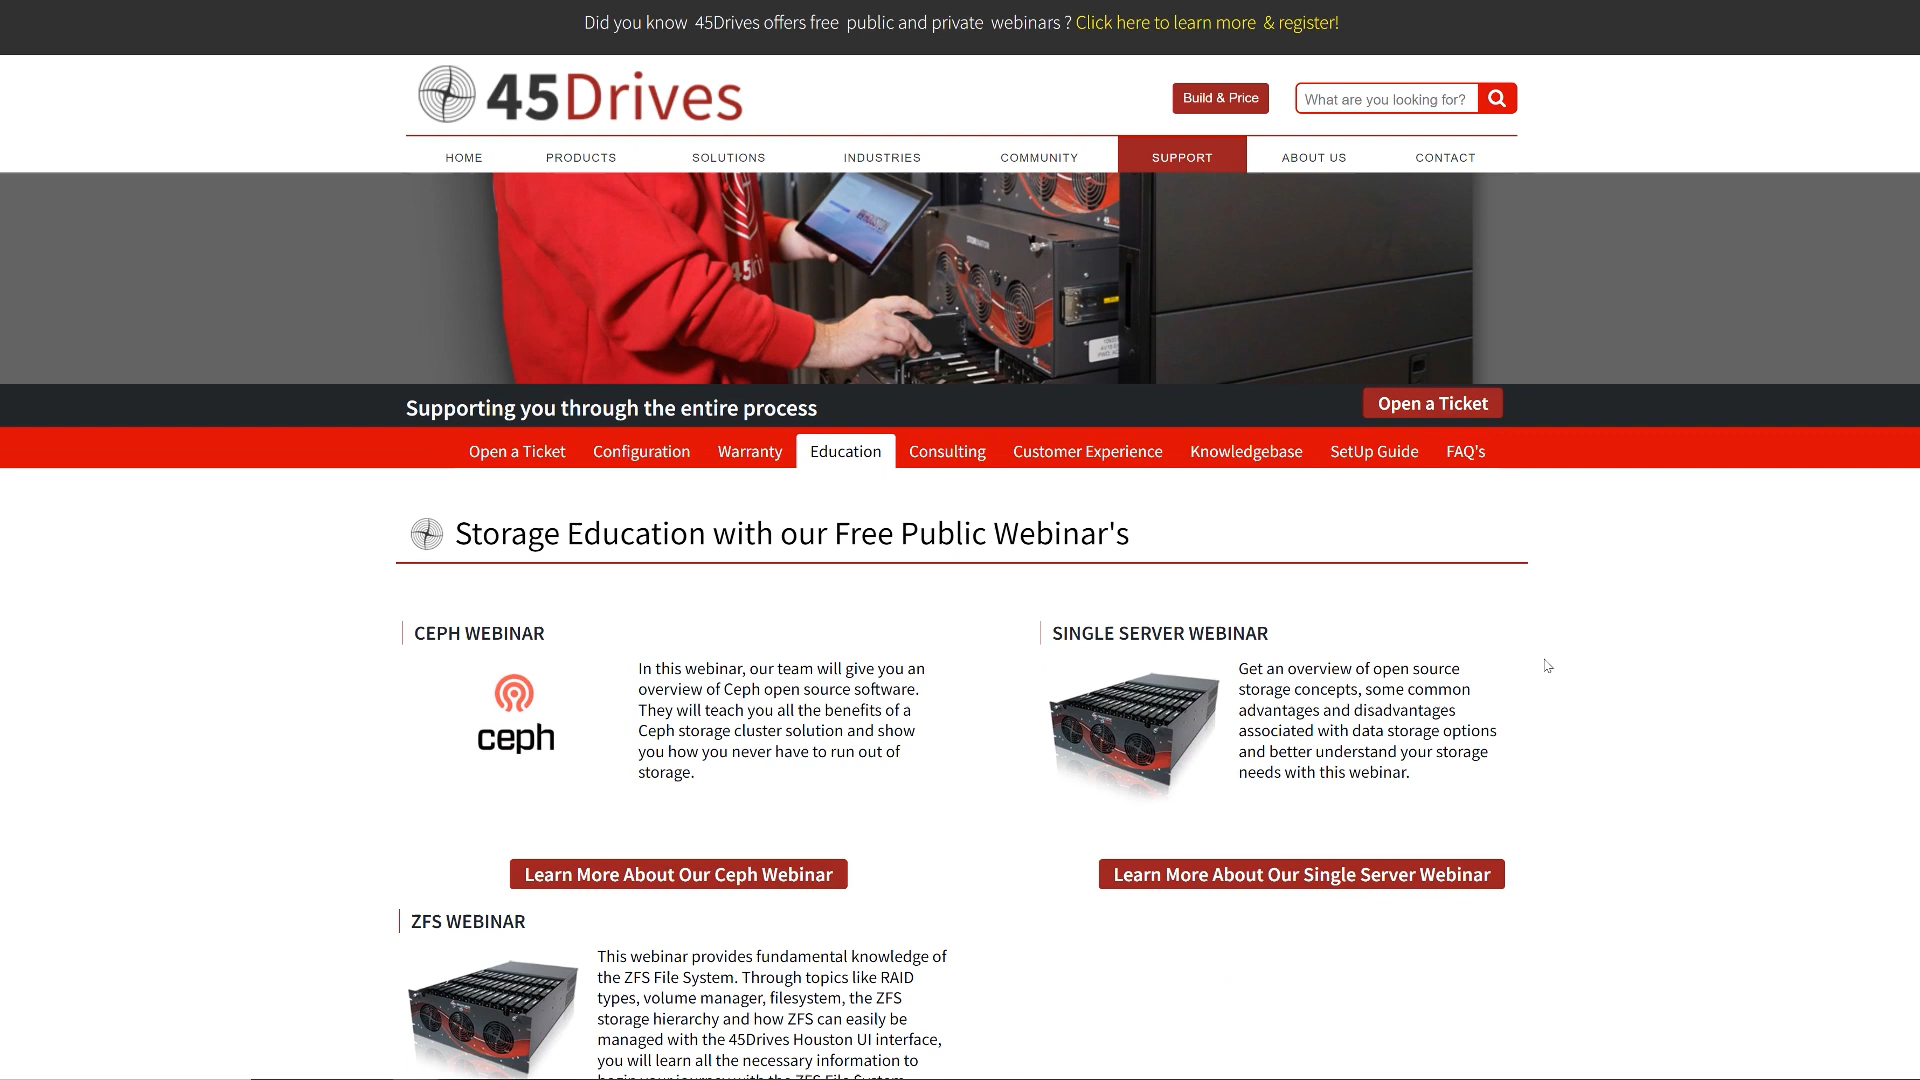 Did you know 45Drives offers free public and private webinars ? Click here to learn more & register!
45Drives
Build & Price
What are you looking for?
HOME PRODUCTS SOLUTIONS INDUSTRIES COMMUNITY SUPPORT ABOUT US CONTACT
Supporting you through the entire process
Open a Ticket
Open a Ticket Configuration Warranty Education Consulting Customer Experience Knowledgebase SetUp Guide FAQ's
Storage Education with our Free Public Webinar's
CEPH WEBINAR
ceph
In this webinar, our team will give you an
overview of Ceph open source software.
They will teach you all the benefits of a
Ceph storage cluster solution and show
you how you never have to run out of
storage.
Learn More About Our Ceph Webinar
SINGLE SERVER WEBINAR
Get an overview of open source
storage concepts, some common
advantages and disadvantages
associated with data storage options
and better understand your storage
needs with this webinar.
Learn More About Our Single Server Webinar
ZFS WEBINAR
This webinar provides fundamental knowledge of
the ZFS File System. Through topics like RAID
types, volume manager, filesystem, the ZFS
storage hierarchy and how ZFS can easily be
managed with the 45Drives Houston UI interface,
you will learn all the necessary information to